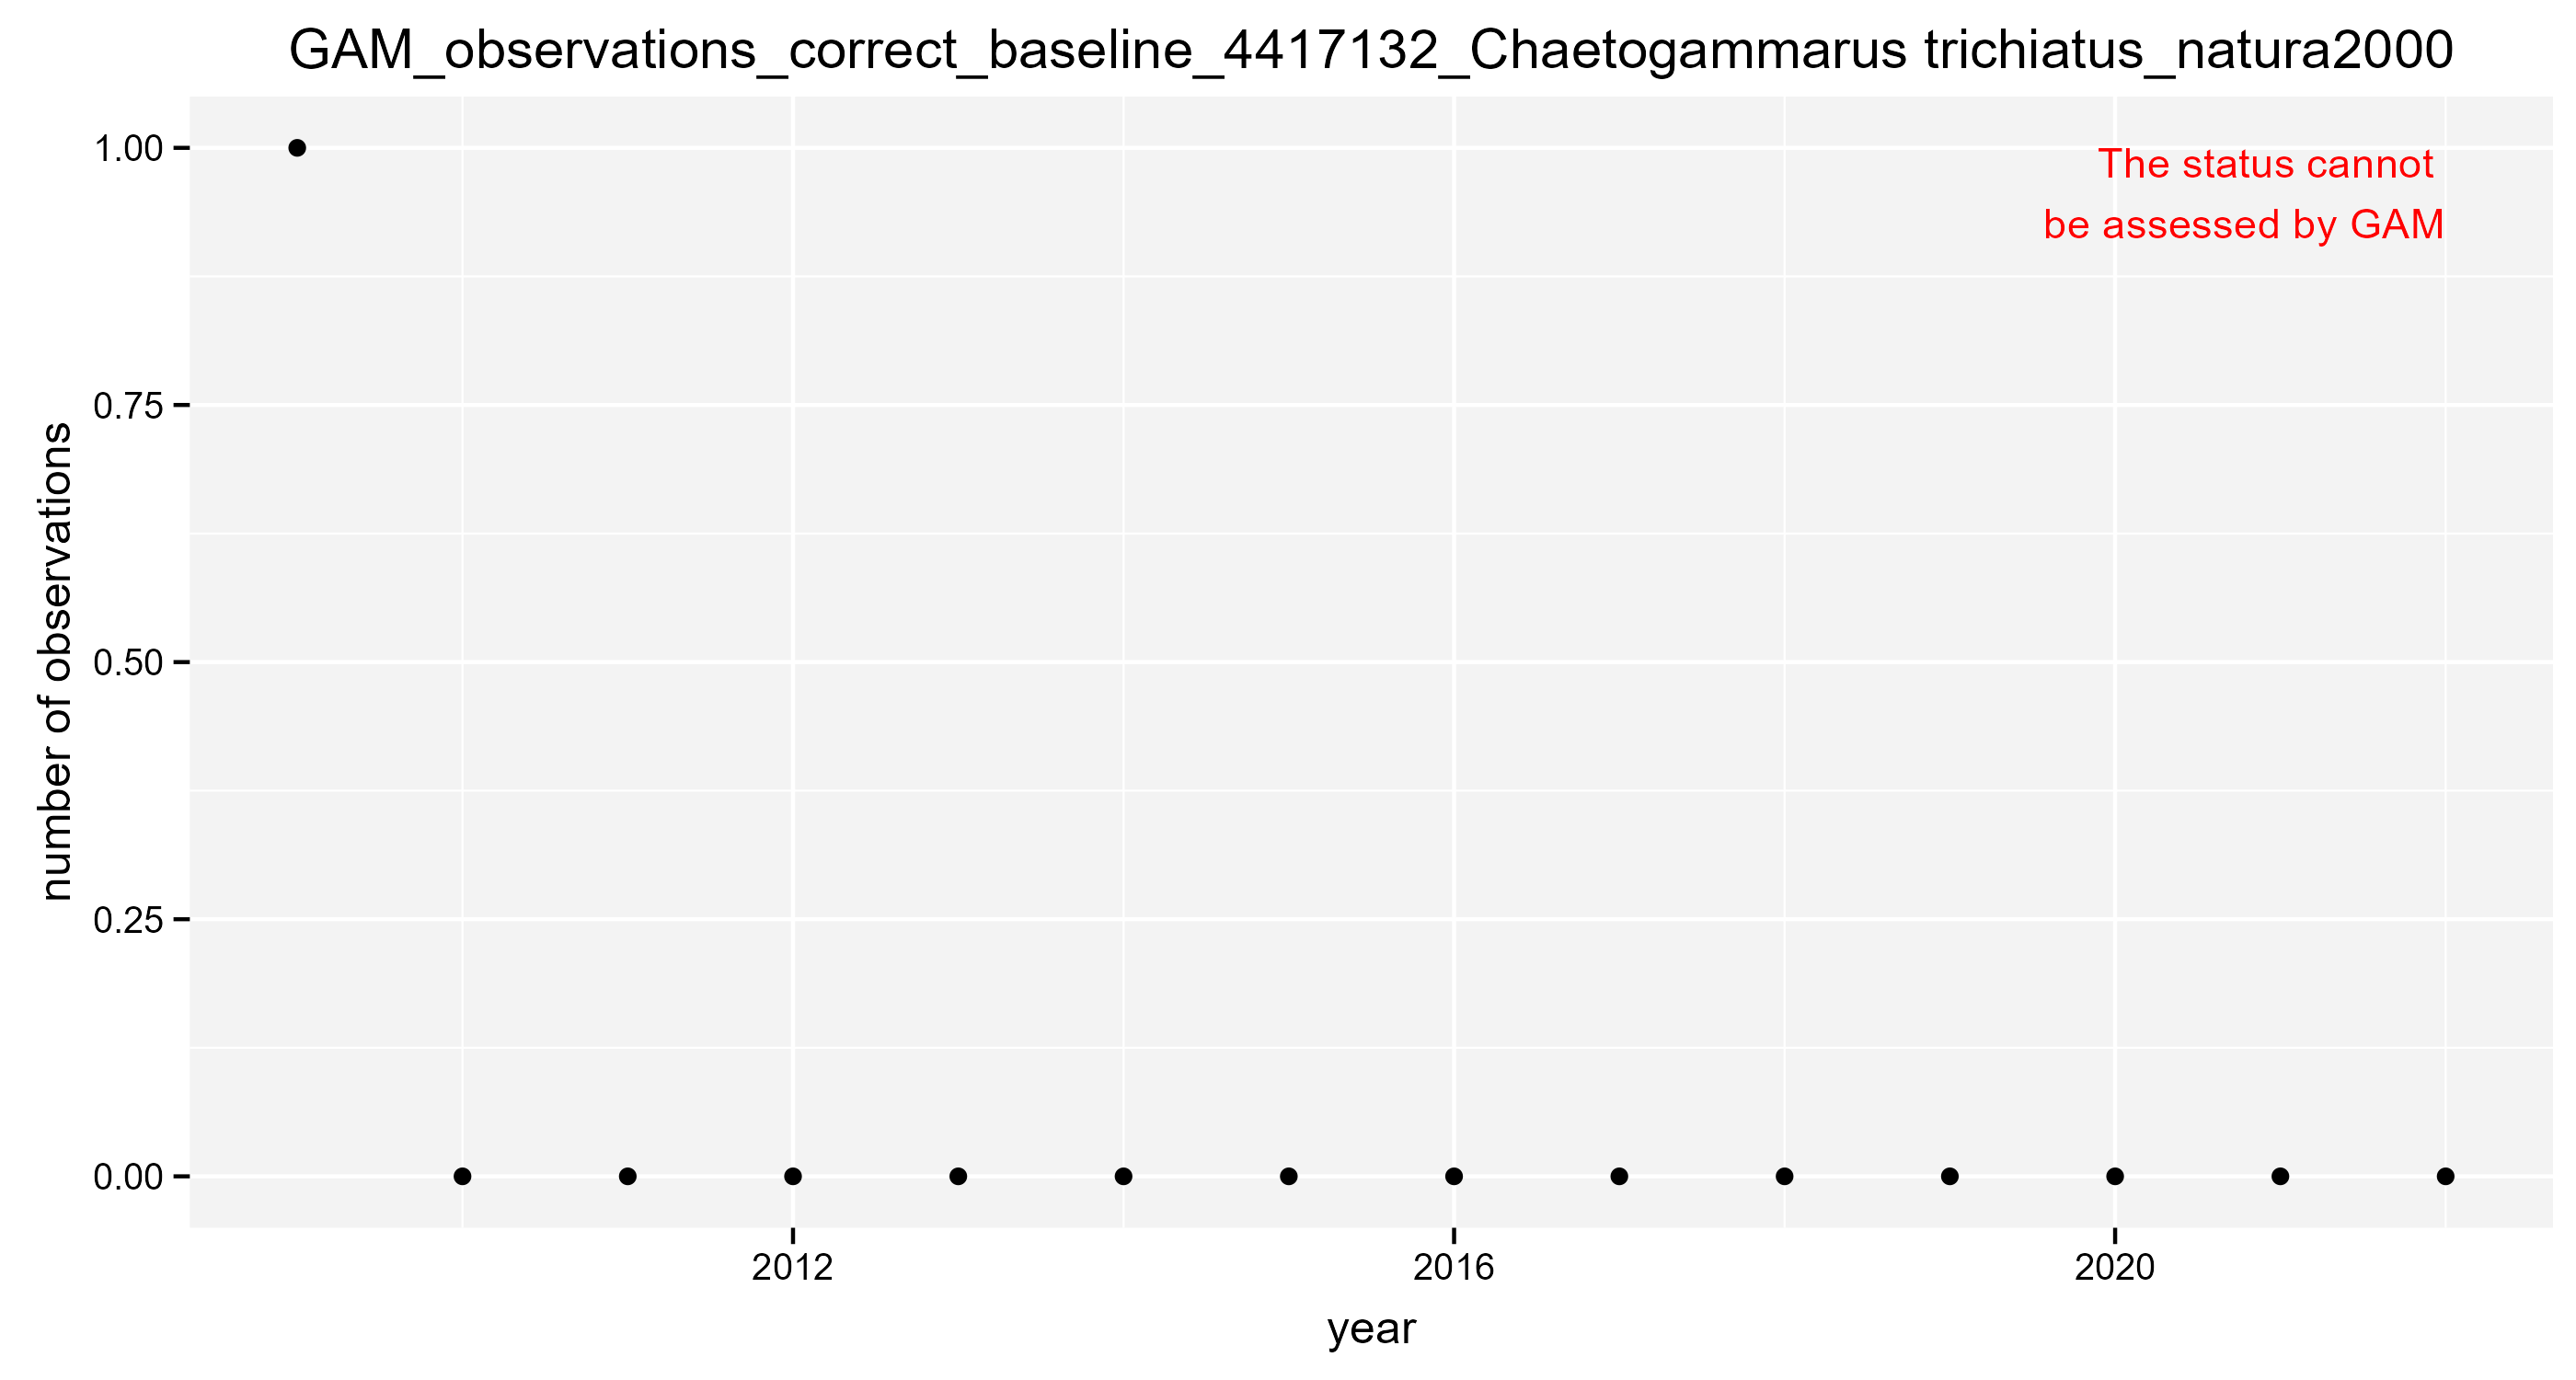 GAM_observations_correct_baseline_4417132_Chaetogammarus trichiatus_natura2000
The status cannot
be assessed by GAM
1.00
0.75
0.50
0.25
0.00
number of observations
2012
2016
2020
year